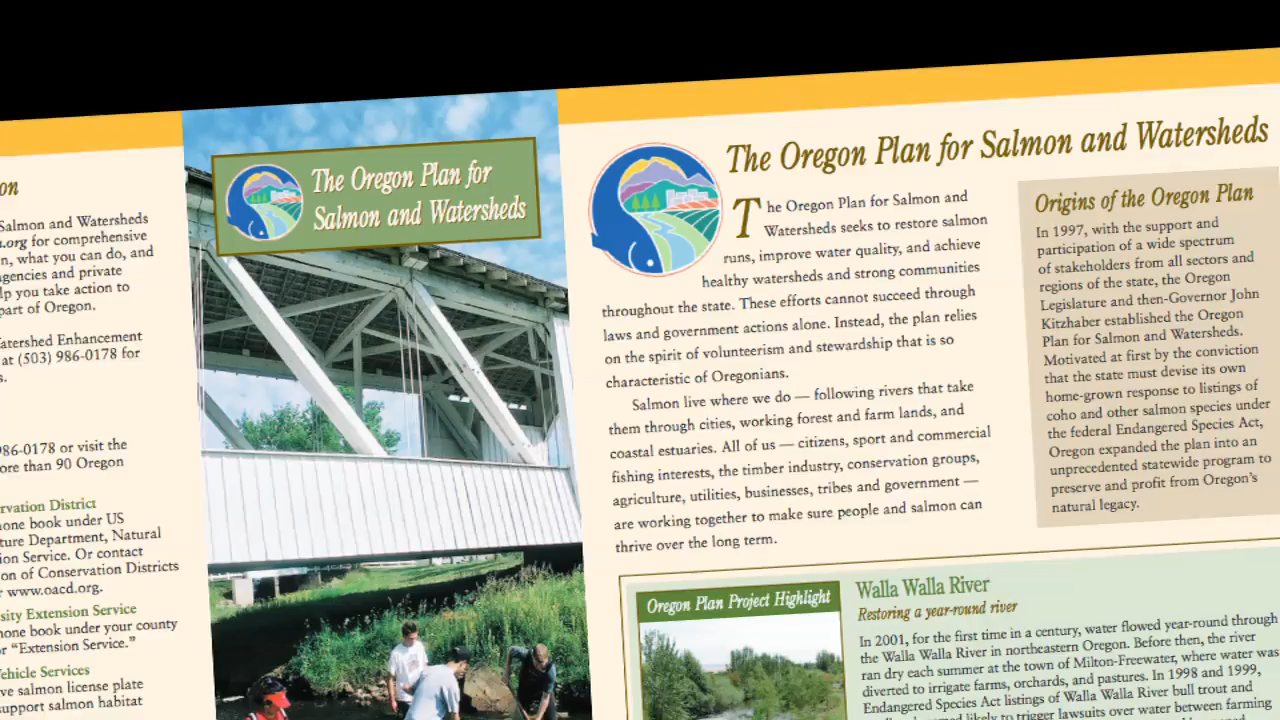 on
Salmon and Watersheds
.org for comprehensive
n, what you can do, and
agencies and private
lp you take action to
part of Oregon.
Watershed Enhancement
at (503) 986-0178 for
s.
986-0178 or visit the
ore than 90 Oregon
rvation District
one book under US
ture Department, Natural
ion Service. Or contact
on of Conservation Districts
r www.oacd.org.
sity Extension Service
hone book under your county
or “Extension Service.”
Vehicle Services
ve salmon license plate
support salmon habitat
The Oregon Plan for
Salmon and Watersheds
The Oregon Plan for Salmon and Watersheds
The Oregon Plan for Salmon and
Watersheds seeks to restore salmon
runs, improve water quality, and achieve
healthy watersheds and strong communities
throughout the state. These efforts cannot succeed through
laws and government actions alone. Instead, the plan relies
on the spirit of volunteerism and stewardship that is so
characteristic of Oregonians.
Salmon live where we do — following rivers that take
them through cities, working forest and farm lands, and
coastal estuaries. All of us — citizens, sport and commercial
fishing interests, the timber industry, conservation groups,
agriculture, utilities, businesses, tribes and government —
are working together to make sure people and salmon can
thrive over the long term.
Origins of the Oregon Plan
In 1997, with the support and
participation of a wide spectrum
of stakeholders from all sectors and
regions of the state, the Oregon
Legislature and then-Governor John
Kitzhaber established the Oregon
Plan for Salmon and Watersheds.
Motivated at first by the conviction
that the state must devise its own
home-grown response to listings of
coho and other salmon species under
the federal Endangered Species Act,
Oregon expanded the plan into an
unprecedented statewide program to
preserve and profit from Oregon’s
natural legacy.
Oregon Plan Project Highlight
Walla Walla River
Restoring a year-round river
In 2001, for the first time in a century, water flowed year-round through
the Walla Walla River in northeastern Oregon. Before then, the river
ran dry each summer at the town of Milton-Freewater, where water was
diverted to irrigate farms, orchards, and pastures. In 1998 and 1999,
Endangered Species Act listings of Walla Walla River bull trout and
likely to trigger lawsuits over water between farming